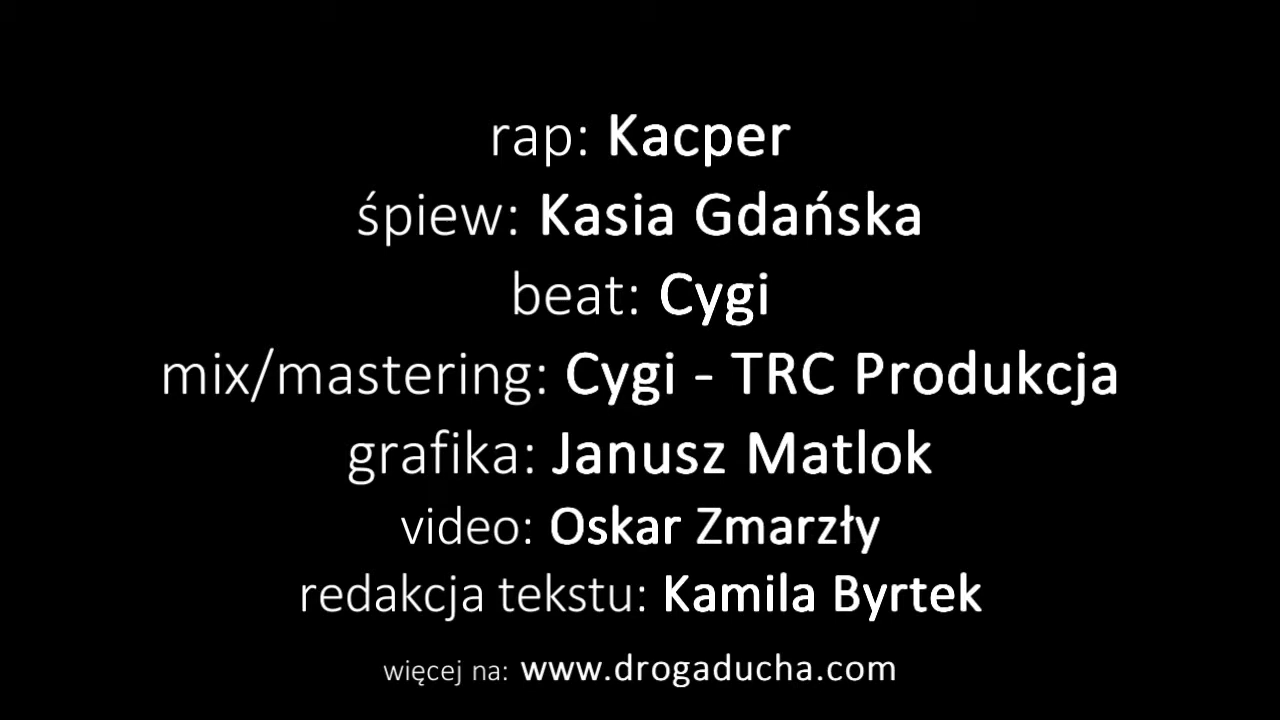 rap: Kacper
śpiew: Kasia Gdańska
beat: Cygi
mix/mastering: Cygi - TRC Produkcja
grafika: Janusz Matlok
video: Oskar Zmarzły
redakcja tekstu: Kamila Byrtek
więcej na: www.drogaducha.com